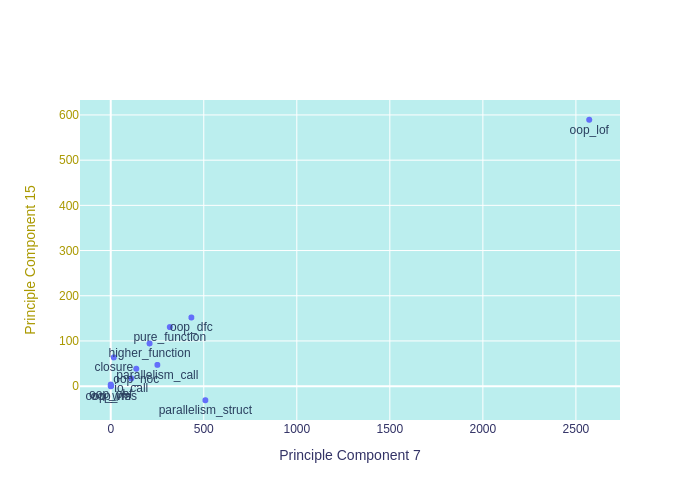 600
500
400
300
200
100
0
Principle Component 15
oop_lof
oop_dfc
pure_function
higher_function
closure
parallelism_call
oop_noc
io_call
parallelism_struct
0
500
1000
1500
2000
2500
Principle Component 7